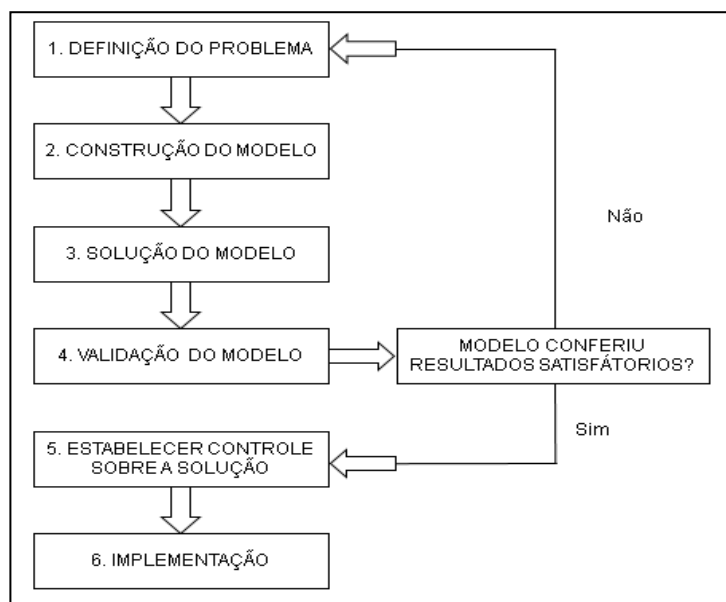 1. DEFINIÇÃO DO PROBLEMA
2. CONSTRUÇÃO DO MODELO
Não
3. SOLUÇÃO DO MODELO
4. VALIDAÇÃO DO MODELO
MODELO CONFERIU
RESULTADOS SATISFÁTORIOS?
Sim
5. ESTABELECER CONTROLE
SOBRE A SOLUÇÃO
6. IMPLEMENTAÇÃO